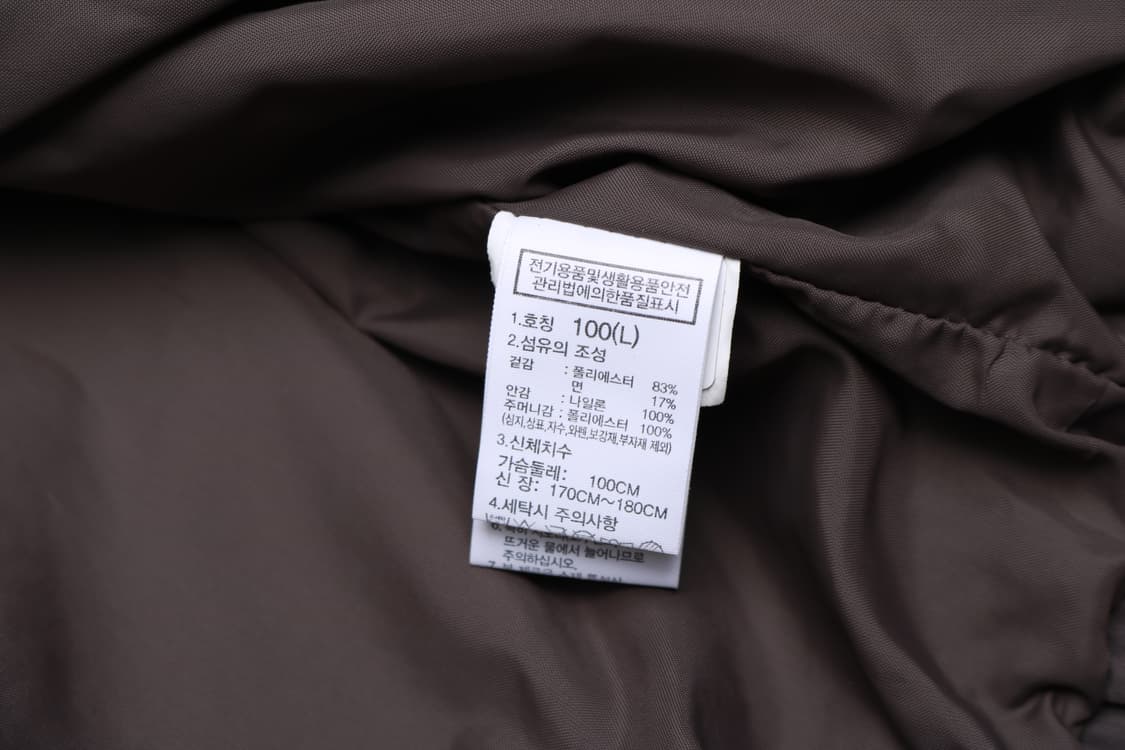 전기용품및생활용품안전
관리법에의한품질표시
1.호칭 100(L)
2.섬유의 조성
겉감 : 폴리에스터 83%
면 17%
안감 : 나일론 100%
주머니감 : 폴리에스터 100%
(심지,상표,자수,와펜,보강재,부자재 제외)
3.신체치수
가슴둘레: 100CM
신 장: 170CM~180CM
4.세탁시 주의사항
뜨거운 물에서 늘어나므로
주의하십시오.